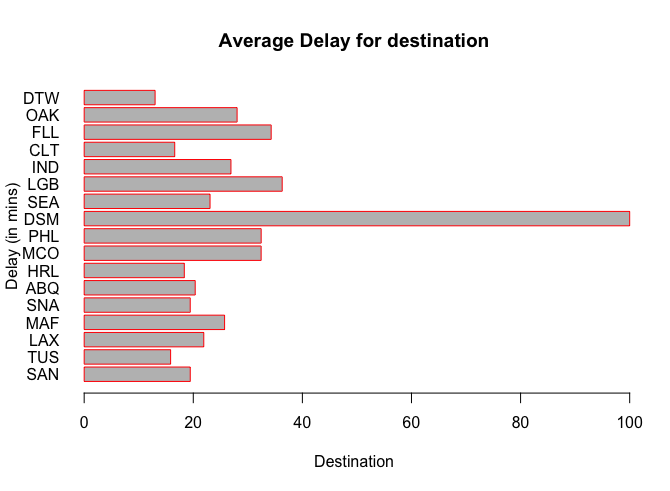 Average Delay for destination
Delay (in mins)
DTW
OAK
FLL
CLT
IND
LGB
SEA
DSM
PHL
MCO
HRL
ABQ
SNA
MAF
LAX
TUS
SAN
0 20 40 60 80 100
Destination